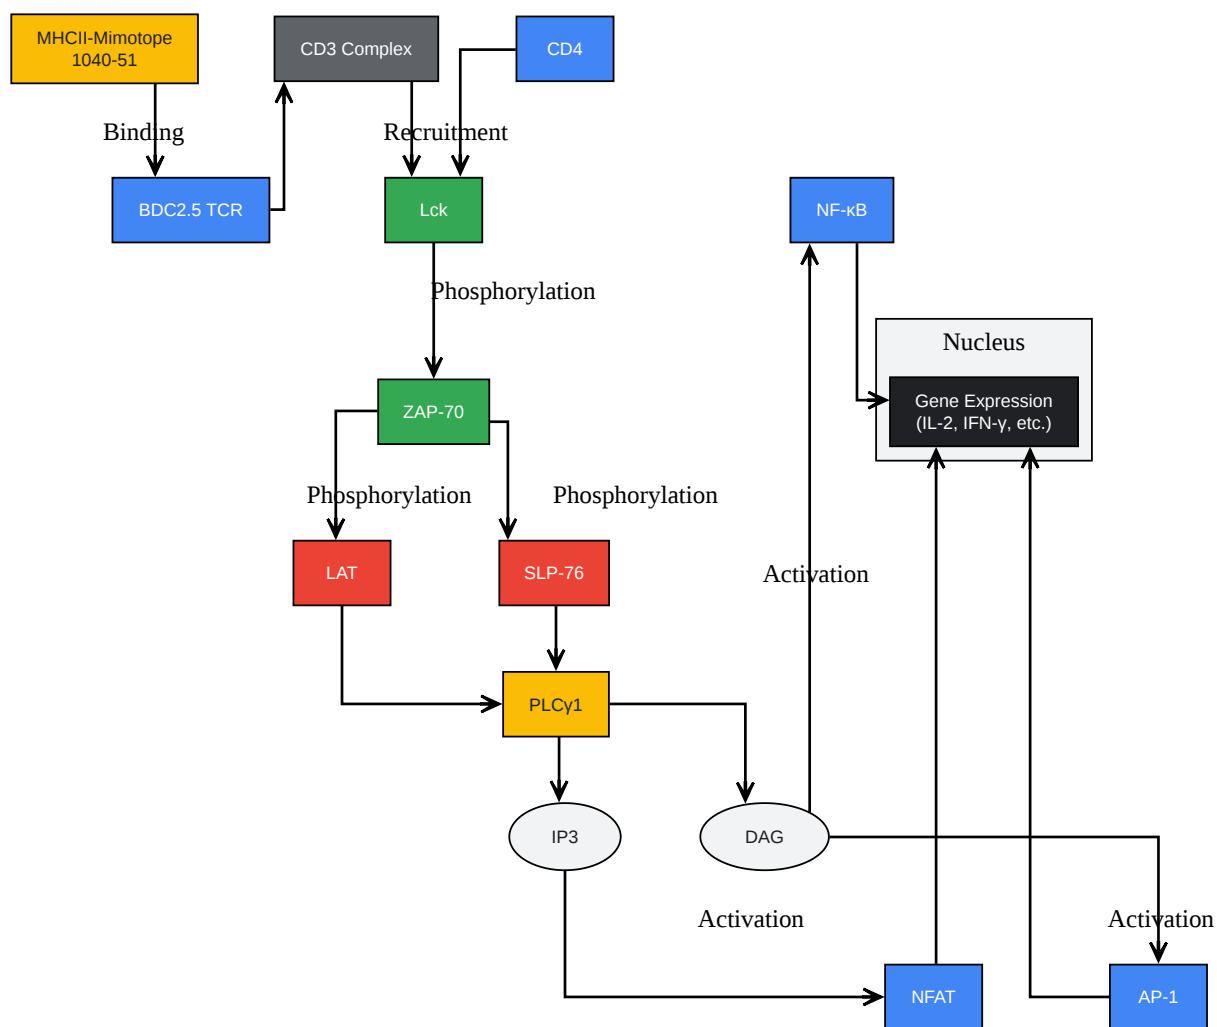 MHCII-Mimotope
1040-51
CD3 Complex
CD4
Binding
Recruitment
BDC2.5 TCR
Lck
NF-κB
Phosphorylation
Nucleus
Gene Expression
(IL-2, IFN-γ, etc.)
ZAP-70
Phosphorylation
Phosphorylation
LAT
SLP-76
Activation
PLCγ1
IP3
DAG
Activation
Activation
NFAT
AP-1